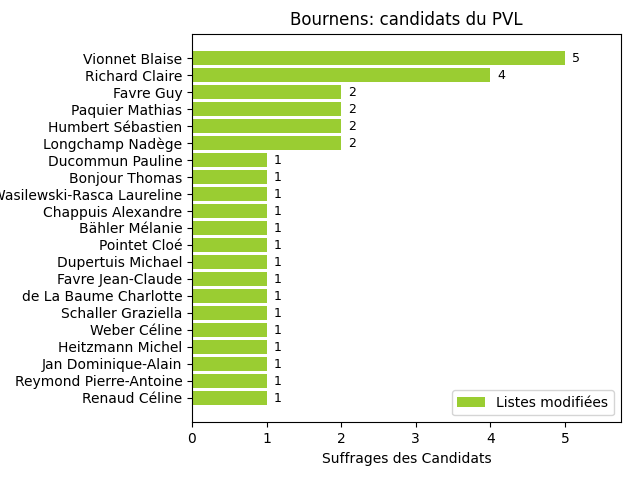 Bournens: candidats du PVL
Vionnet Blaise 5
Richard Claire 4
Favre Guy 2
Paquier Mathias 2
Humbert Sébastien 2
Longchamp Nadège 2
Ducommun Pauline 1
Bonjour Thomas 1
Wasilewski-Rasca Laureline 1
Chappuis Alexandre 1
Bähler Mélanie 1
Pointet Cloé 1
Dupertuis Michael 1
Favre Jean-Claude 1
de La Baume Charlotte 1
Schaller Graziella 1
Weber Céline 1
Heitzmann Michel 1
Jan Dominique-Alain 1
Reymond Pierre-Antoine 1
Renaud Céline 1
Listes modifiées
0 1 2 3 4 5
Suffrages des Candidats